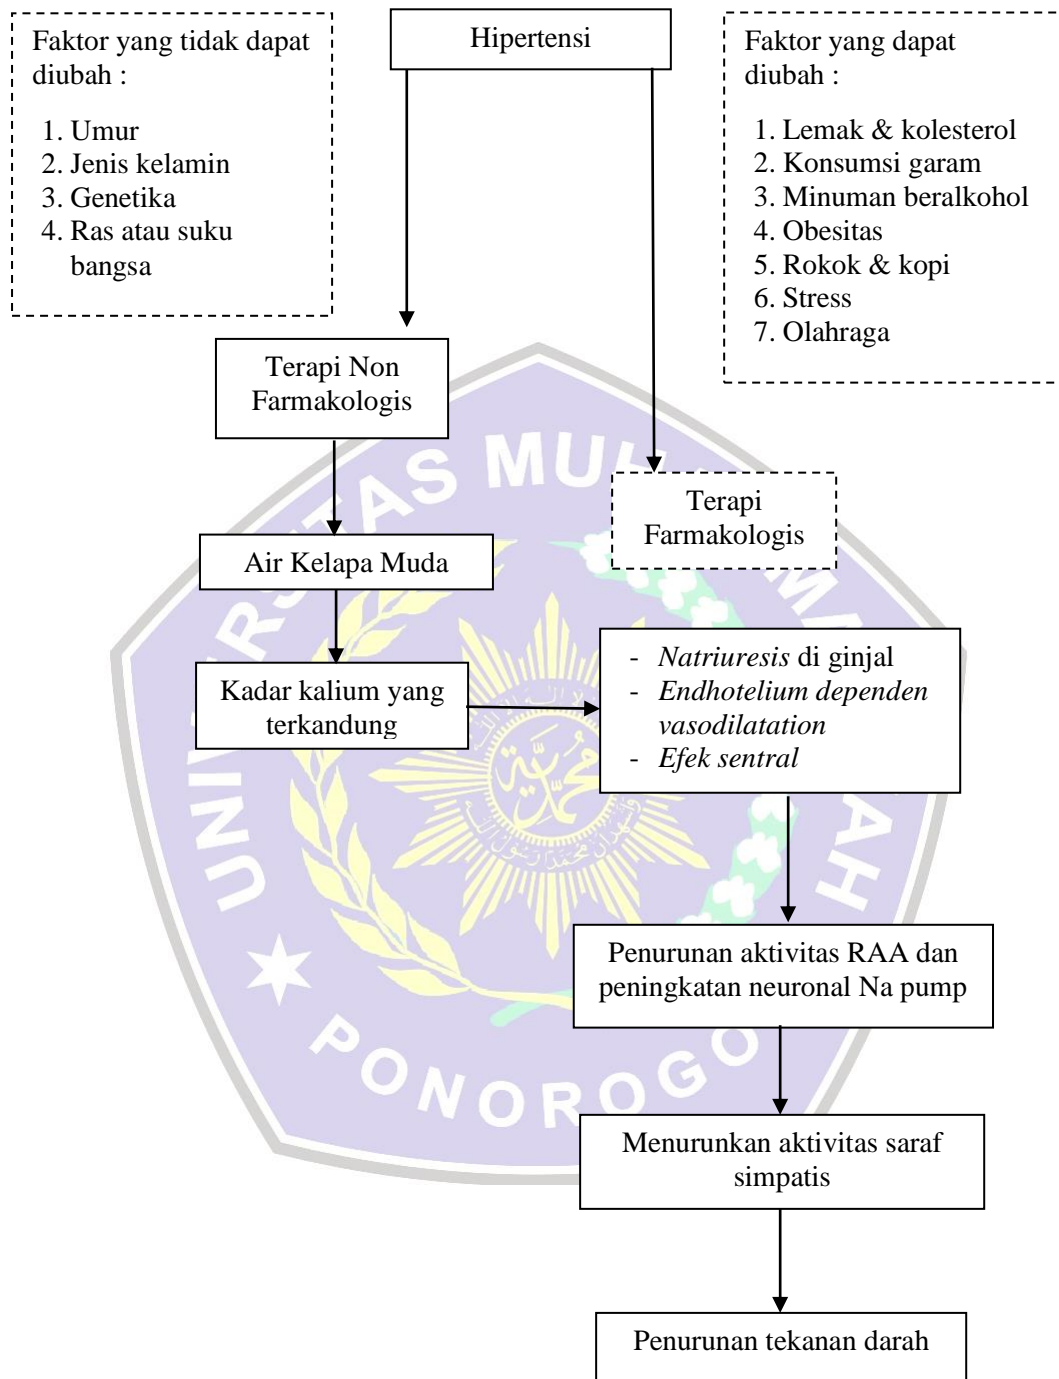 Faktor yang tidak dapat
diubah :
1. Umur
2. Jenis kelamin
3. Genetika
4. Ras atau suku
bangsa
Hipertensi
Faktor yang dapat
diubah :
1. Lemak & kolesterol
2. Konsumsi garam
3. Minuman beralkohol
4. Obesitas
5. Rokok & kopi
6. Stress
7. Olahraga
Terapi Non
Farmakologis
Terapi
Farmakologis
Air Kelapa Muda
Kadar kalium yang
terkandung
- Natriuresis di ginjal
- Endhotelium dependen
vasodilatation
- Efek sentral
Penurunan aktivitas RAA dan
peningkatan neuronal Na pump
Menurunkan aktivitas saraf
simpatis
Penurunan tekanan darah
PONOROGO